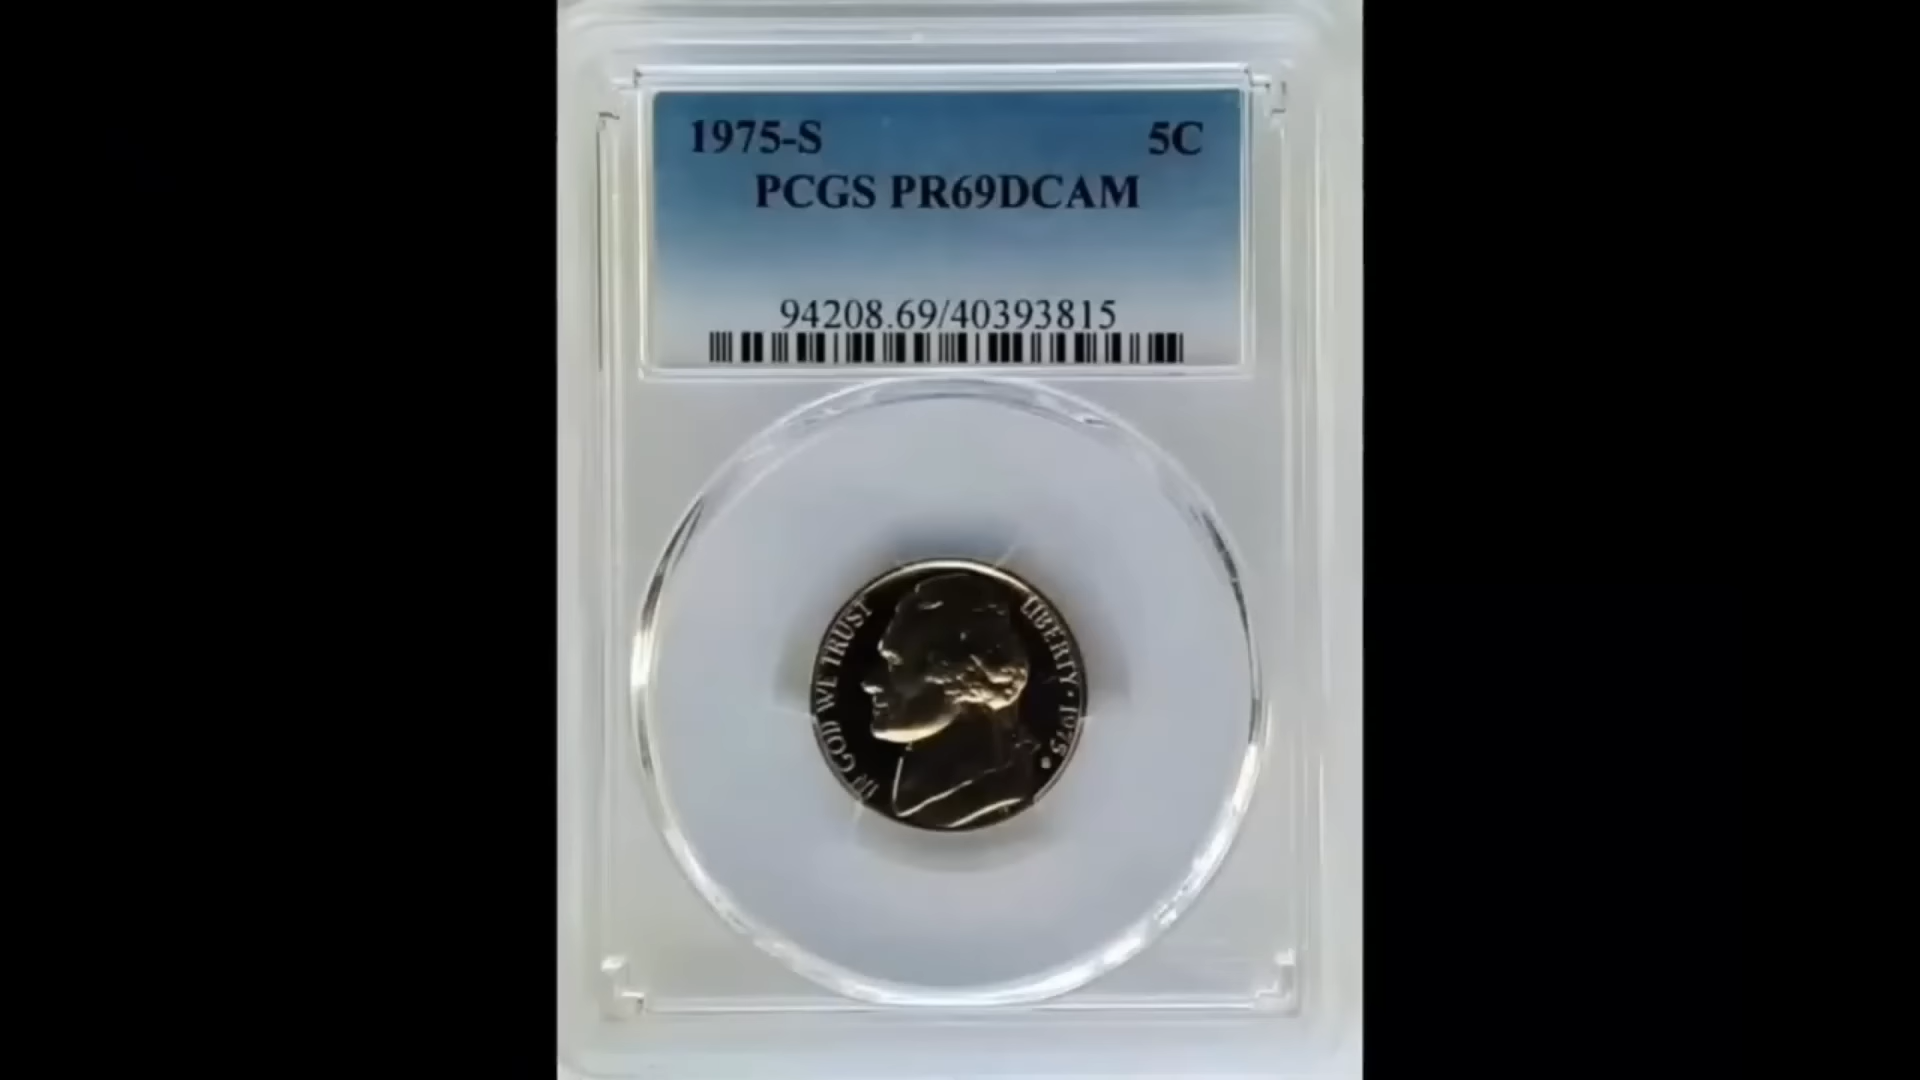 1975-S 5C
PCGS PR69DCAM
94208.69/40393815
IN GOD WE TRUST
LIBERTY · 1975